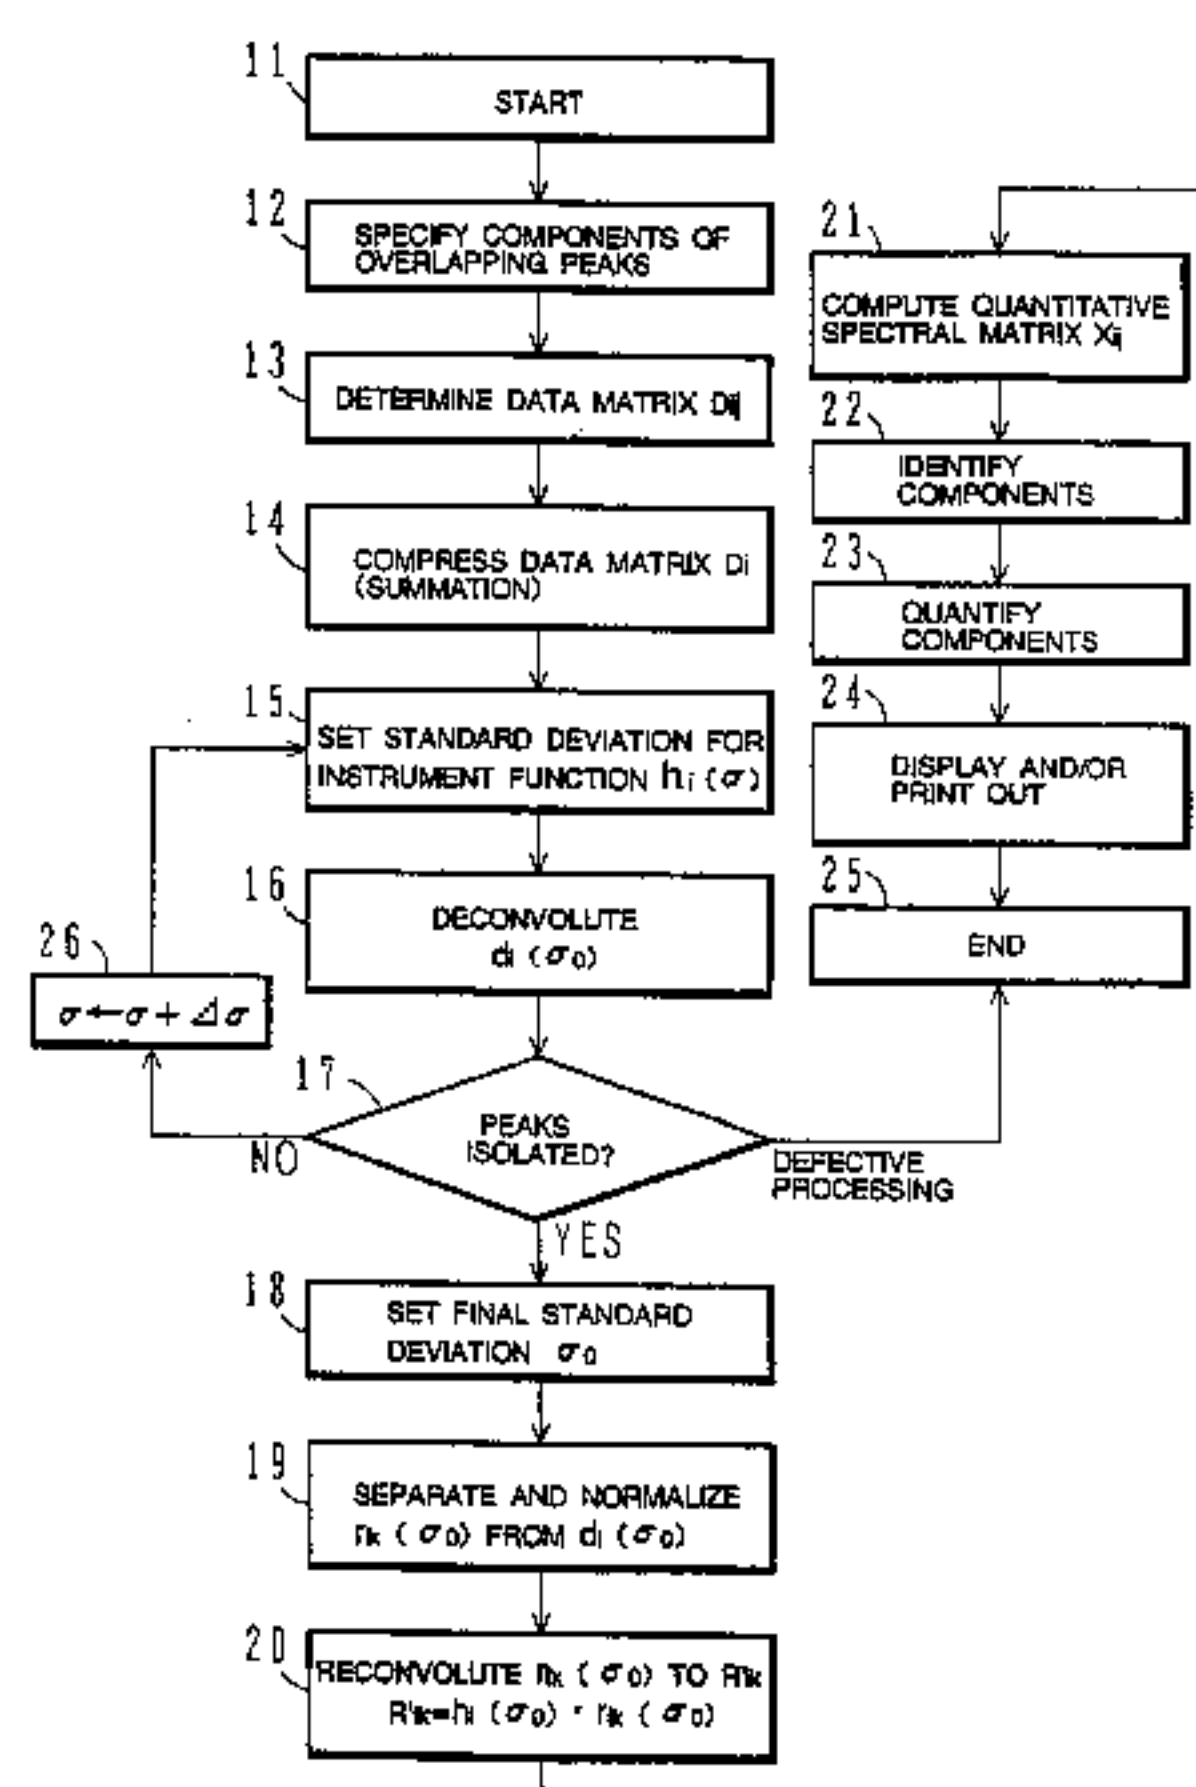 11
START
12
SPECIFY COMPONENTS OF
OVERLAPPING PEAKS
13
DETERMINE DATA MATRIX Dij
14
COMPRESS DATA MATRIX Di
(SUMMATION)
15
SET STANDARD DEVIATION FOR
INSTRUMENT FUNCTION hi (σ)
16
DECONVOLUTE
di (σ0)
26
σ←σ+Δσ
17
PEAKS
ISOLATED?
NO
YES
DEFECTIVE
PROCESSING
18
SET FINAL STANDARD
DEVIATION σ0
19
SEPARATE AND NORMALIZE
rik (σ0) FROM di (σ0)
20
RECONVOLUTE rik (σ0) TO R'ik
R'ik=hi (σ0) * rik (σ0)
21
COMPUTE QUANTITATIVE
SPECTRAL MATRIX Xij
22
IDENTIFY
COMPONENTS
23
QUANTIFY
COMPONENTS
24
DISPLAY AND/OR
PRINT OUT
25
END